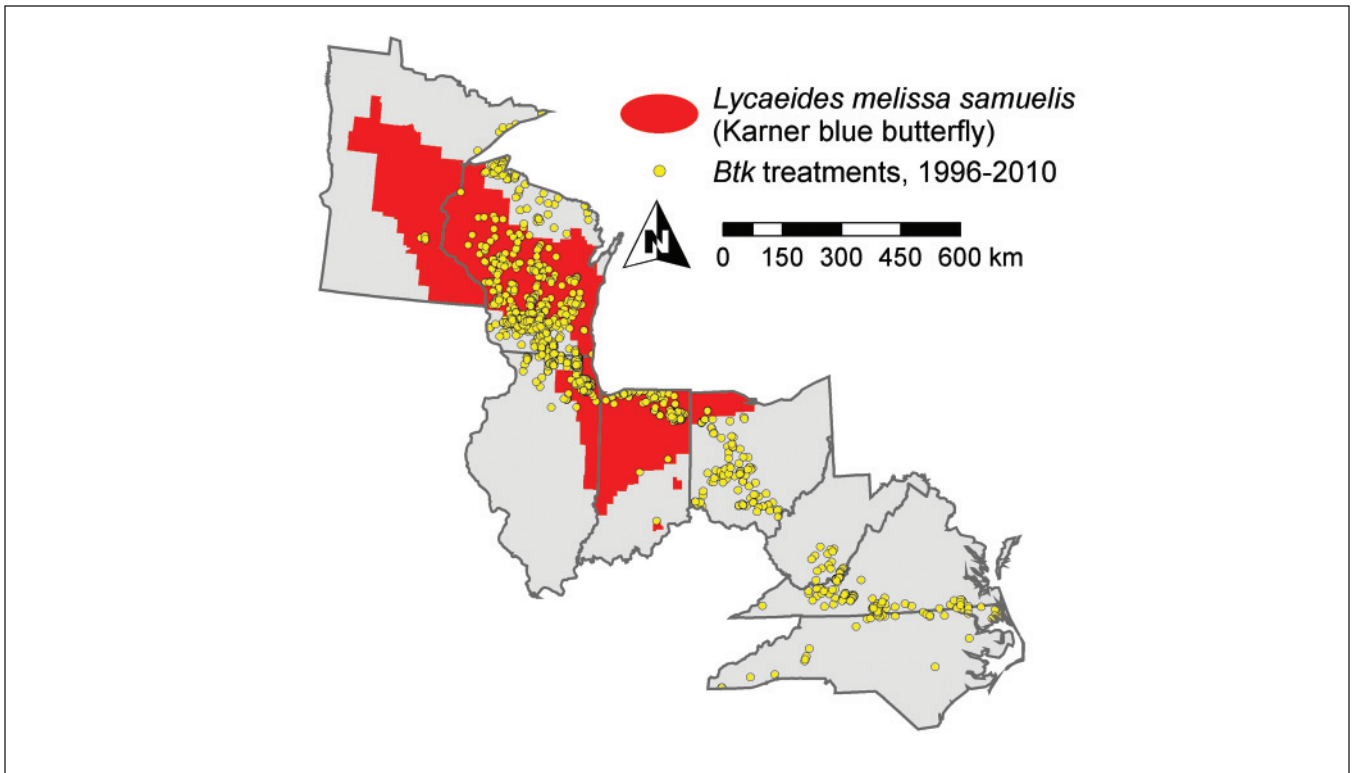 Lycaeides melissa samuelis
(Karner blue butterfly)
Btk treatments, 1996-2010
N
0 150 300 450 600 km